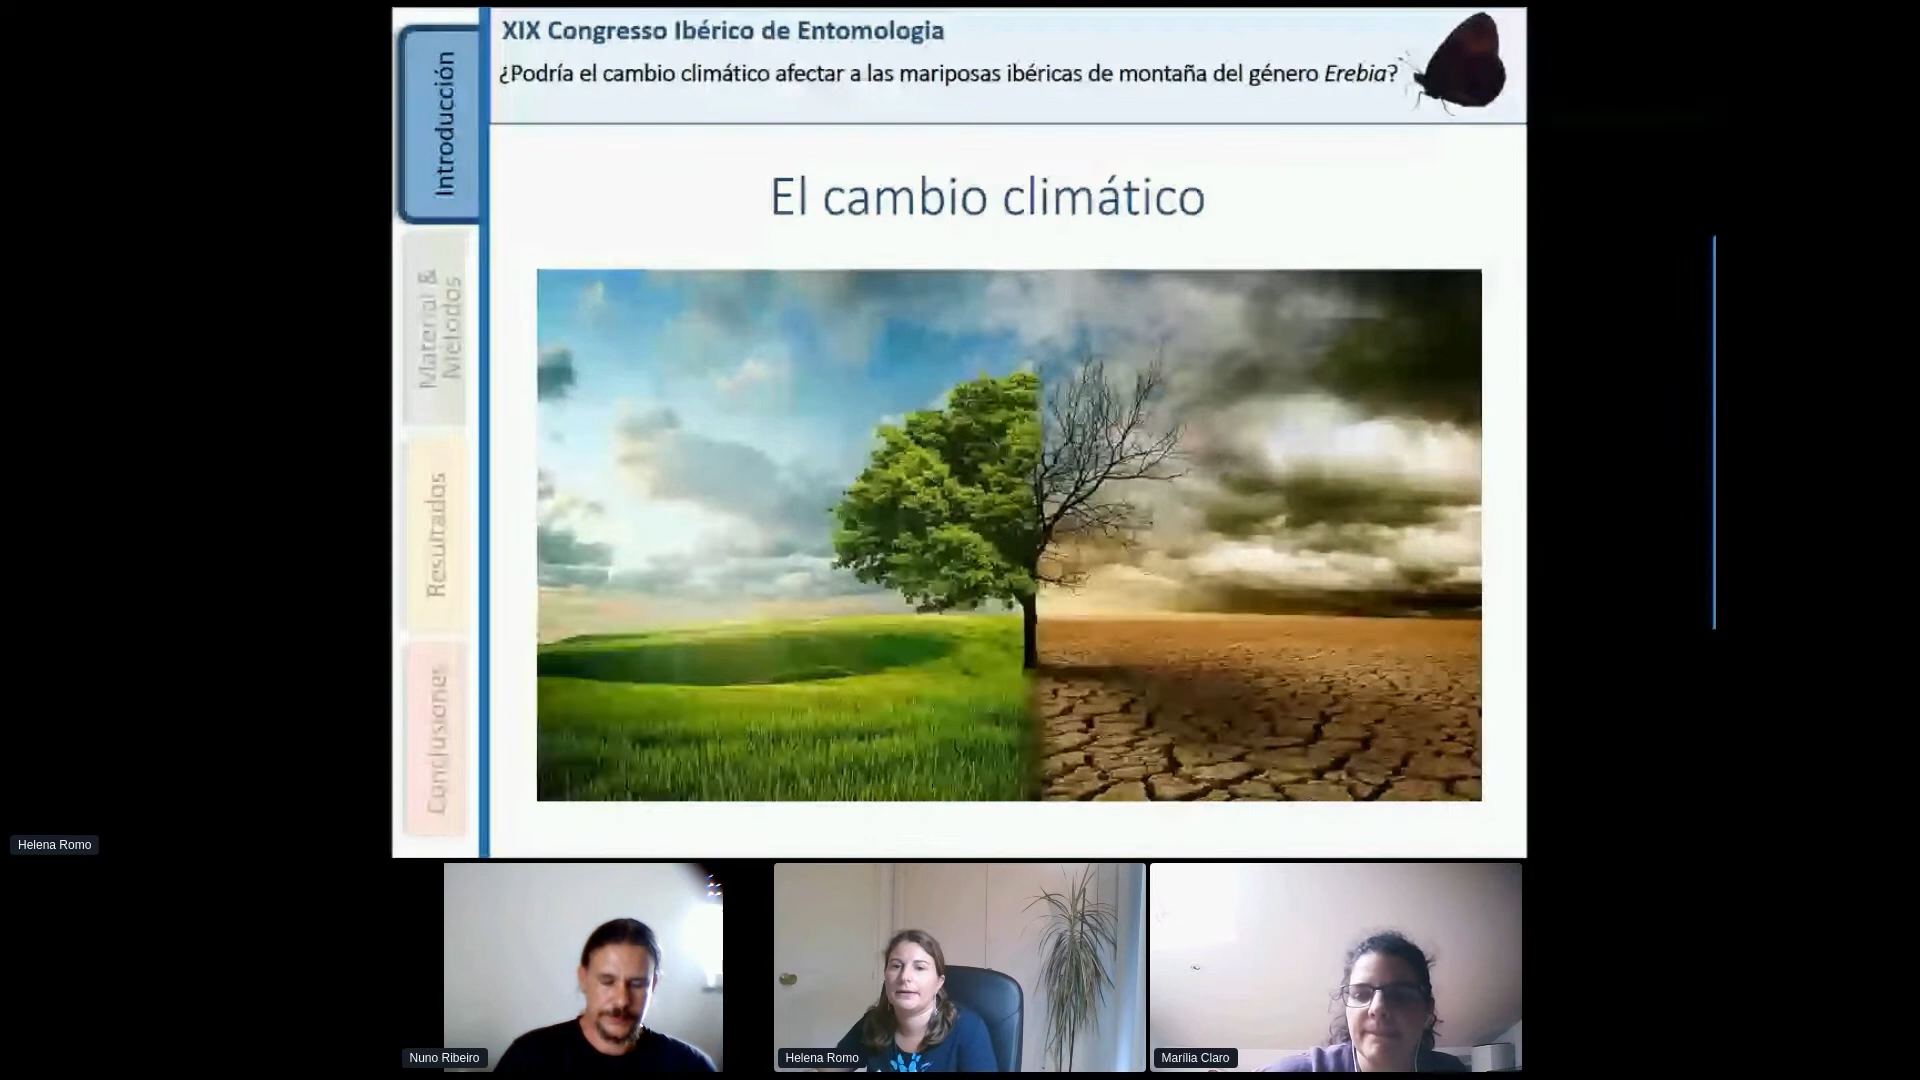 XIX Congresso Ibérico de Entomologia
¿Podría el cambio climático afectar a las mariposas ibéricas de montaña del género Erebia?
Introducción
Material &
Métodos
Resultados
Conclusiones
El cambio climático
Helena Romo
Nuno Ribeiro
Helena Romo
Marília Claro